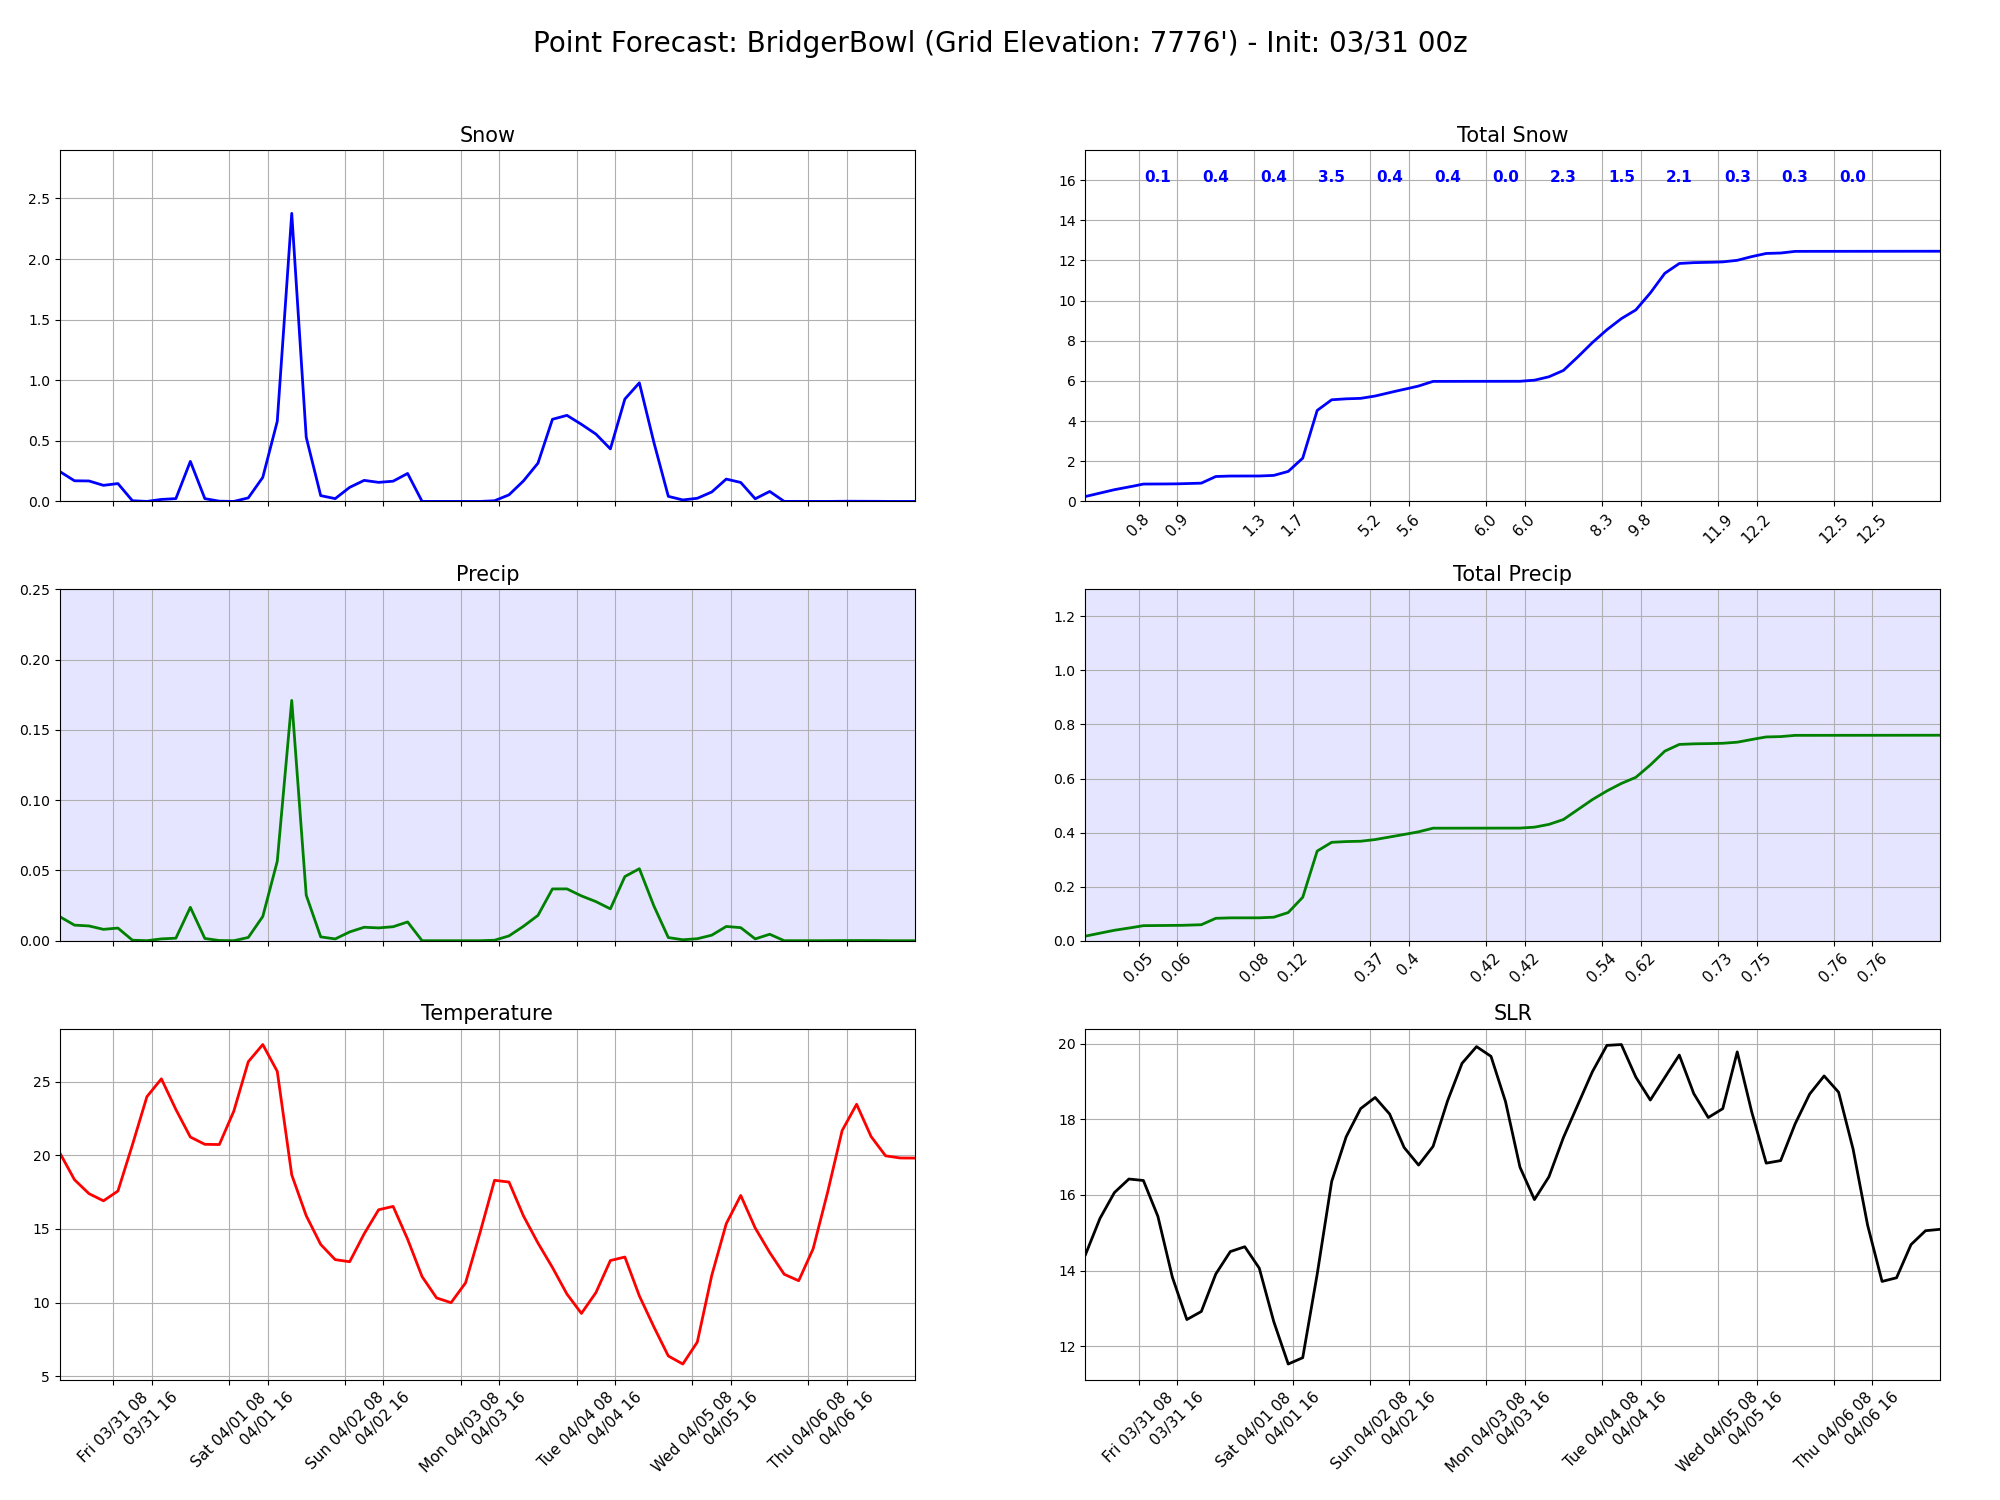 Point Forecast: BridgerBowl (Grid Elevation: 7776') - Init: 03/31 00z
Snow
2.5
2.0
1.5
1.0
0.5
0.0
Total Snow
0.1 0.4 0.4 3.5 0.4 0.4 0.0 2.3 1.5 2.1 0.3 0.3 0.0
16
14
12
10
8
6
4
2
0
0.8 0.9 1.3 1.7 5.2 5.6 6.0 6.0 8.3 9.8 11.9 12.2 12.5 12.5
Precip
0.25
0.20
0.15
0.10
0.05
0.00
Total Precip
1.2
1.0
0.8
0.6
0.4
0.2
0.0
0.05 0.06 0.08 0.12 0.37 0.4 0.42 0.42 0.54 0.62 0.73 0.75 0.76 0.76
Temperature
25
20
15
10
5
Fri 03/31 08
03/31 16
Sat 04/01 08
04/01 16
Sun 04/02 08
04/02 16
Mon 04/03 08
04/03 16
Tue 04/04 08
04/04 16
Wed 04/05 08
04/05 16
Thu 04/06 08
04/06 16
SLR
20
18
16
14
12
Fri 03/31 08
03/31 16
Sat 04/01 08
04/01 16
Sun 04/02 08
04/02 16
Mon 04/03 08
04/03 16
Tue 04/04 08
04/04 16
Wed 04/05 08
04/05 16
Thu 04/06 08
04/06 16